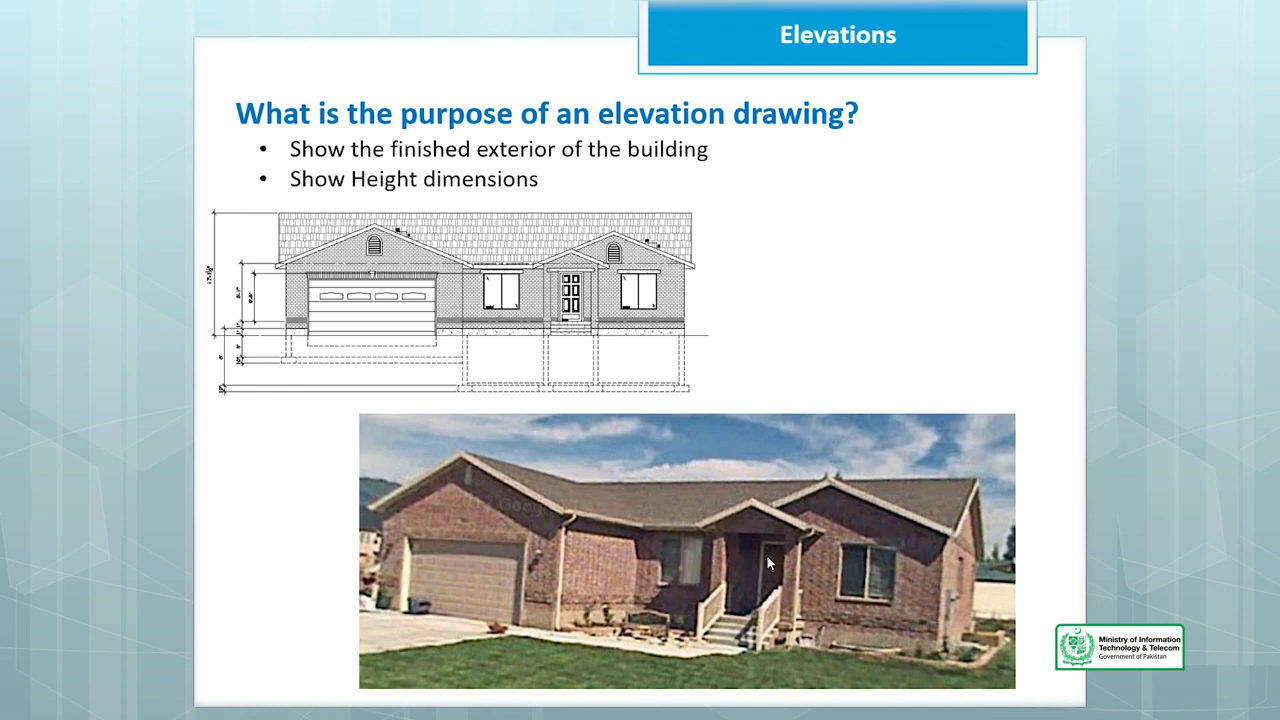 Elevations
What is the purpose of an elevation drawing?
• Show the finished exterior of the building
• Show Height dimensions
Google
Ministry of Information
Technology & Telecom
Government of Pakistan